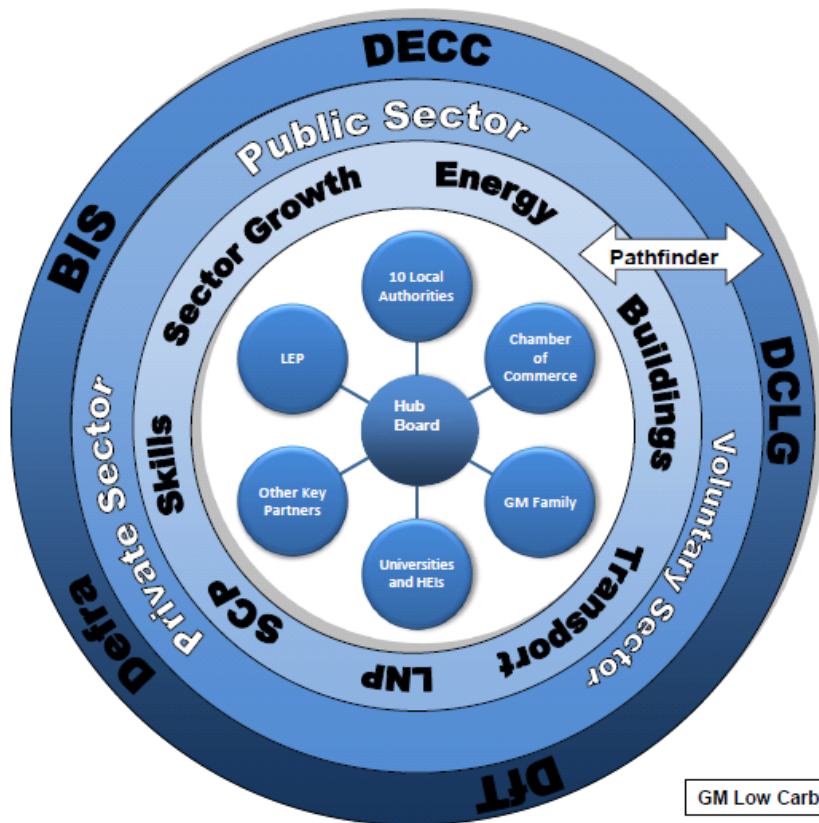 DECC
Public Sector
Energy
Sector Growth
BIS
Pathfinder
10 Local
Authorities
LEP
Chamber
of
Commerce
Buildings
DCLG
Hub
Board
Skills
Private Sector
Voluntary Sector
Other Key
Partners
GM Family
Universities
and HEIs
Transport
SCP
LNP
Defra
DfT
GM Low Carb